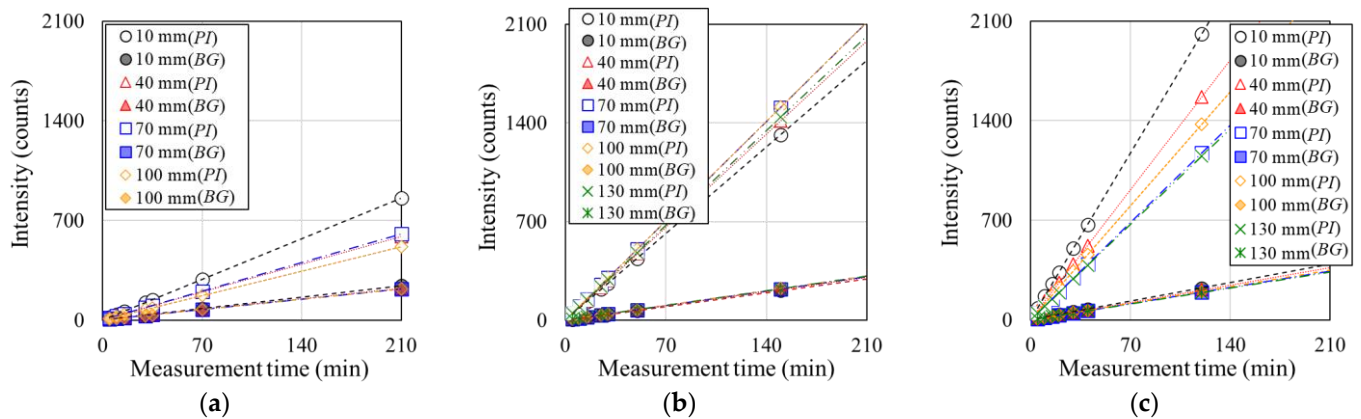 2100
1400
700
0
Intensity (counts)
10 mm(PI)
10 mm(BG)
40 mm(PI)
40 mm(BG)
70 mm(PI)
70 mm(BG)
100 mm(PI)
100 mm(BG)
0 70 140 210
Measurement time (min)
(a)
2100
1400
700
0
Intensity (counts)
10 mm(PI)
10 mm(BG)
40 mm(PI)
40 mm(BG)
70 mm(PI)
70 mm(BG)
100 mm(PI)
100 mm(BG)
130 mm(PI)
130 mm(BG)
0 70 140 210
Measurement time (min)
(b)
2100
1400
700
0
Intensity (counts)
10 mm(PI)
10 mm(BG)
40 mm(PI)
40 mm(BG)
70 mm(PI)
70 mm(BG)
100 mm(PI)
100 mm(BG)
130 mm(PI)
130 mm(BG)
0 70 140 210
Measurement time (min)
(c)